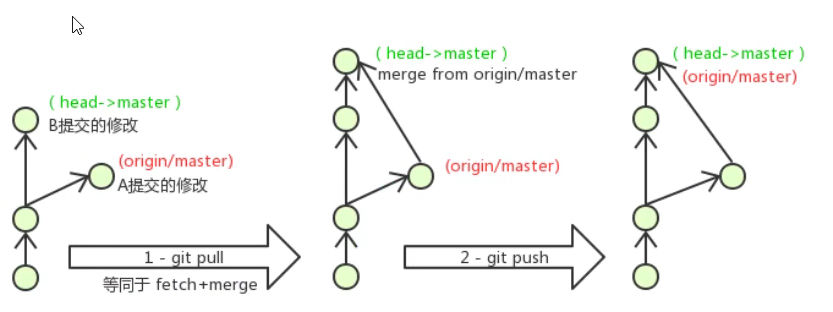 ( head->master )
B提交的修改
(origin/master)
A提交的修改
1 - git pull
等同于 fetch+merge
( head->master )
merge from origin/master
(origin/master)
2 - git push
( head->master )
(origin/master)